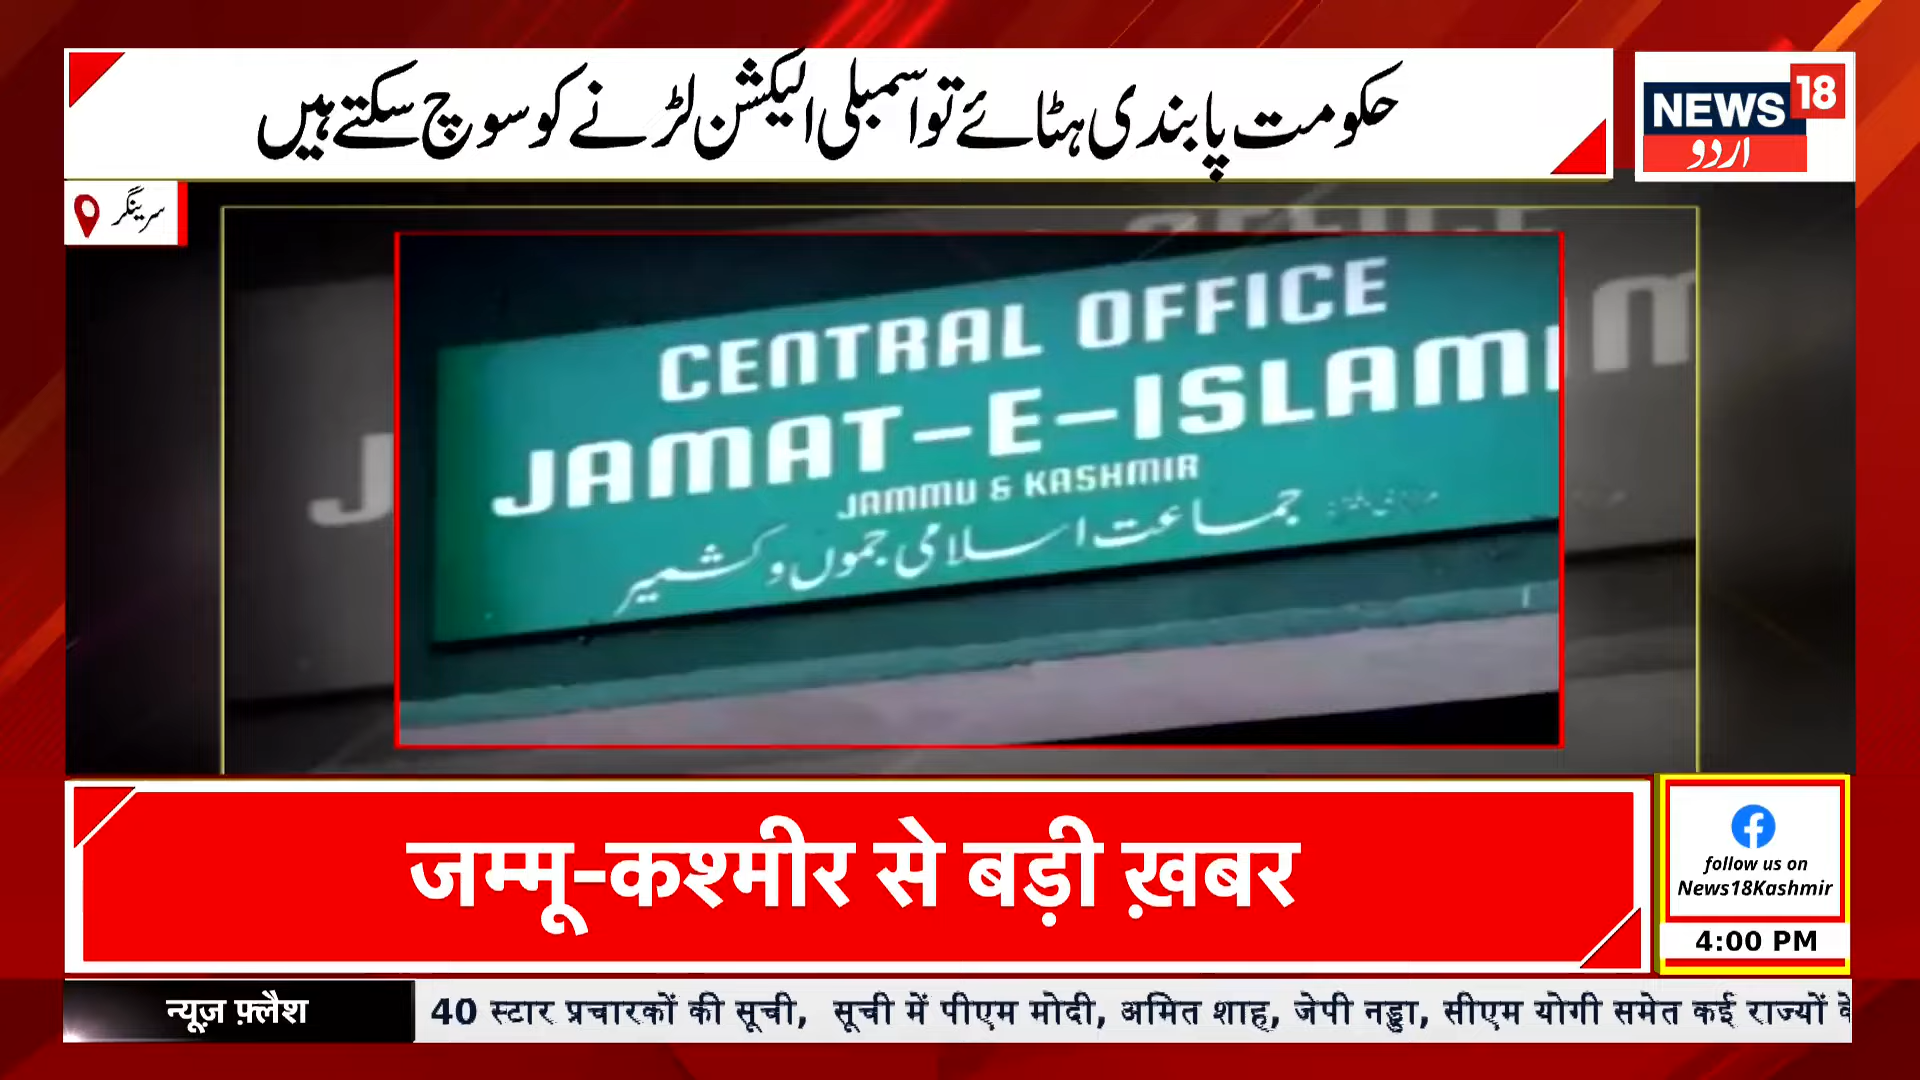 حکومت پابندی ہٹائے تو اسمبلی الیکشن لڑنے کو سوچ سکتے ہیں
NEWS 18
اردو
سرینگر
CENTRAL OFFICE
JAMAT-E-ISLAMI
JAMMU & KASHMIR
جماعت اسلامی جموں و کشمیر
जम्मू-कश्मीर से बड़ी ख़बर
follow us on
News18Kashmir
4:00 PM
न्यूज़ फ़्लैश
40 स्टार प्रचारकों की सूची, सूची में पीएम मोदी, अमित शाह, जेपी नड्डा, सीएम योगी समेत कई राज्यों